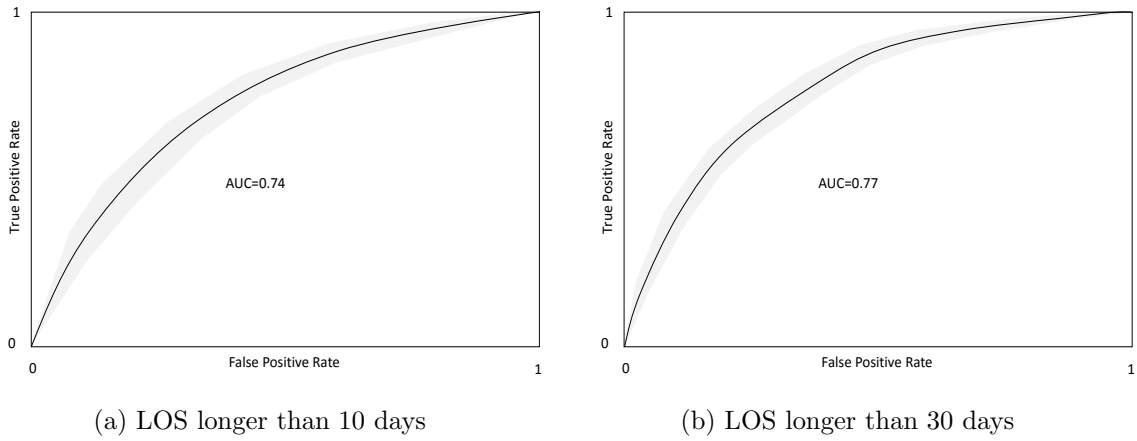 1
True Positive Rate
AUC=0.74
0
0
False Positive Rate
1
(a) LOS longer than 10 days
1
True Positive Rate
AUC=0.77
0
0
False Positive Rate
1
(b) LOS longer than 30 days